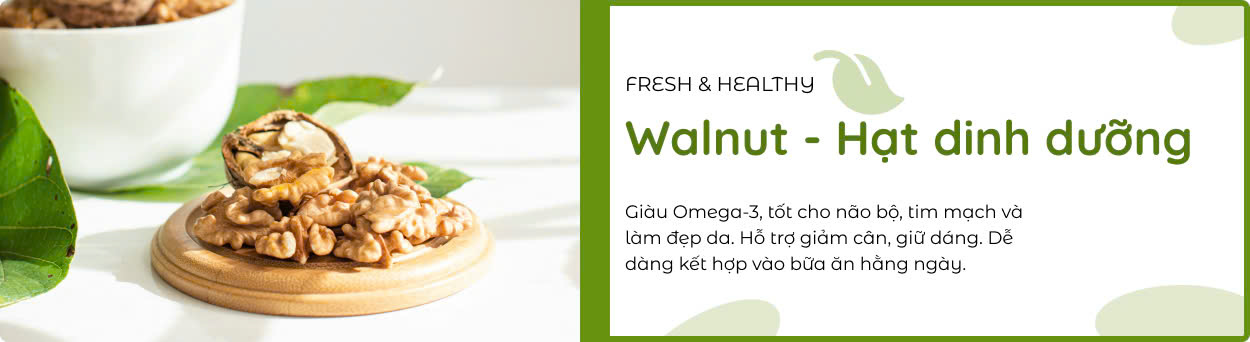 FRESH & HEALTHY
Walnut - Hạt dinh dưỡng
Giàu Omega-3, tốt cho não bộ, tim mạch và
làm đẹp da. Hỗ trợ giảm cân, giữ dáng. Dễ
dàng kết hợp vào bữa ăn hằng ngày.